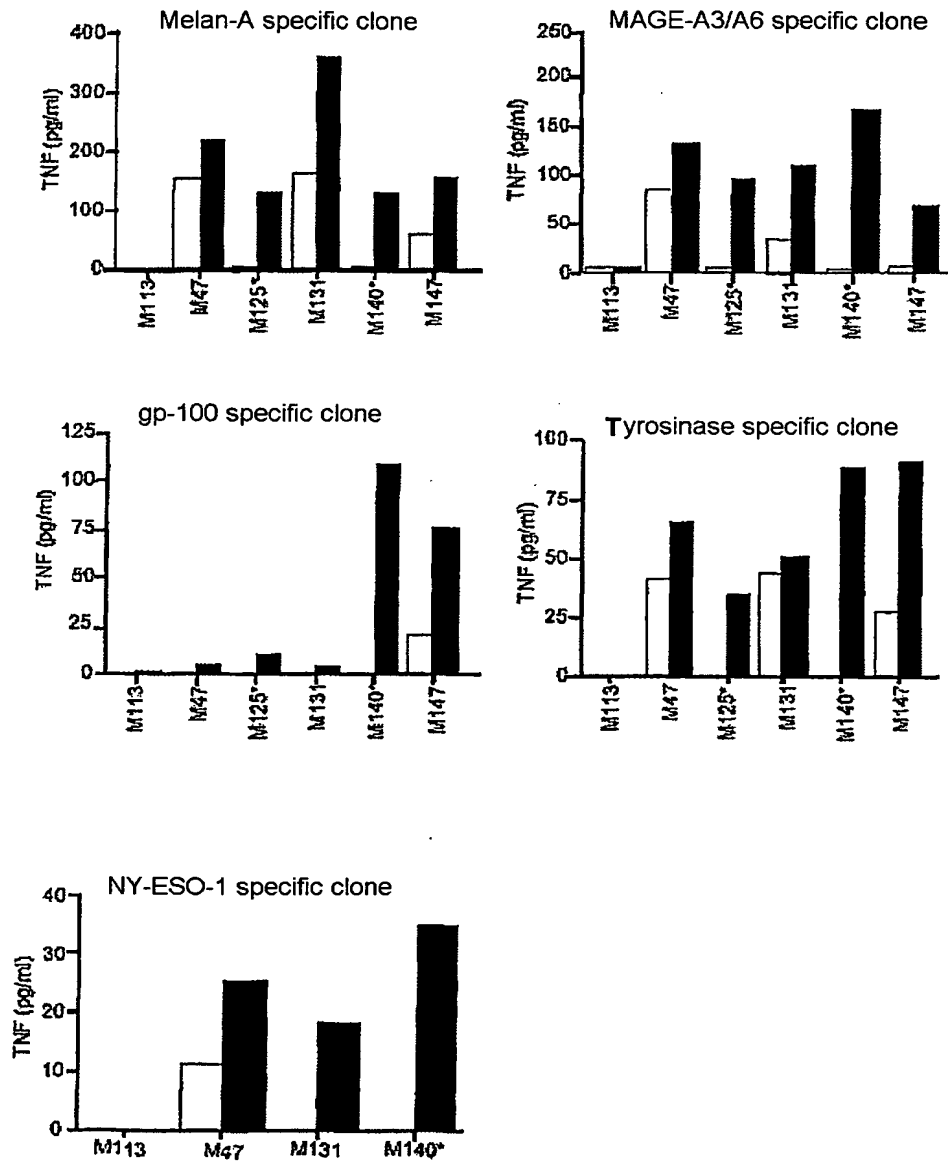 Melan-A specific clone
TNF (pg/ml)
400
300
200
100
0
M113
M47
M125*
M131
M140*
M147
MAGE-A3/A6 specific clone
TNF (pg/ml)
250
200
150
100
50
0
M113
M47
M125*
M131
M140*
M147
gp-100 specific clone
TNF (pg/ml)
125
100
75
50
25
0
M113
M47
M125*
M131
M140*
M147
Tyrosinase specific clone
TNF (pg/ml)
100
75
50
25
0
M113
M47
M125*
M131
M140*
M147
NY-ESO-1 specific clone
TNF (pg/ml)
40
30
20
10
0
M113
M47
M131
M140*